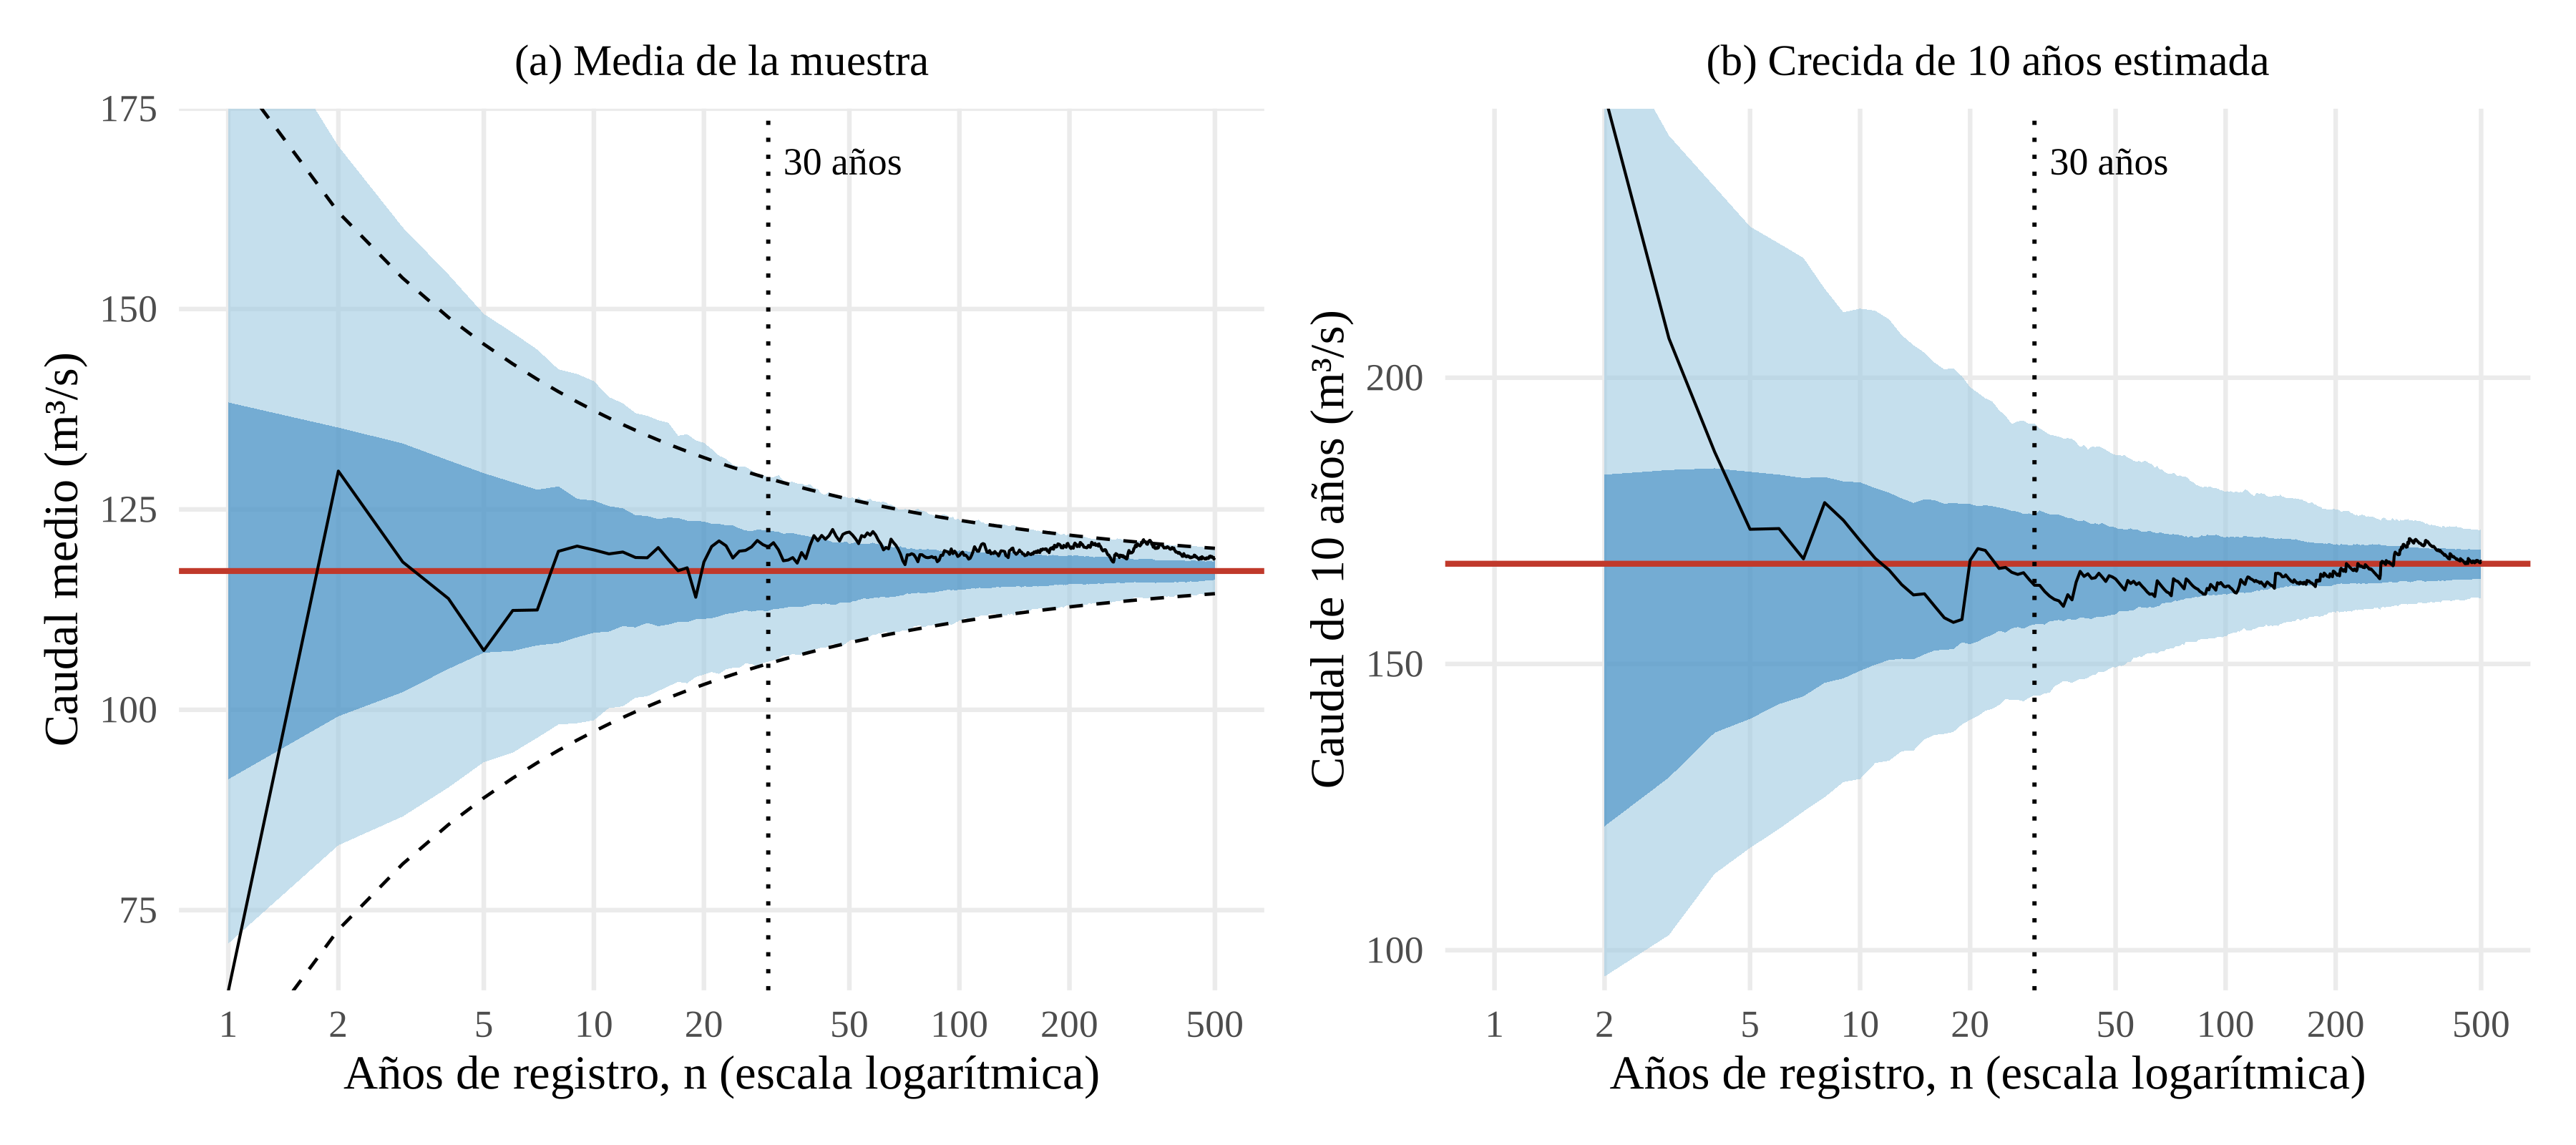 (a) Media de la muestra
175
150
125
100
75
Caudal medio (m³/s)
30 años
1 2 5 10 20 50 100 200 500
Años de registro, n (escala logarítmica)
(b) Crecida de 10 años estimada
200
150
100
Caudal de 10 años (m³/s)
30 años
1 2 5 10 20 50 100 200 500
Años de registro, n (escala logarítmica)